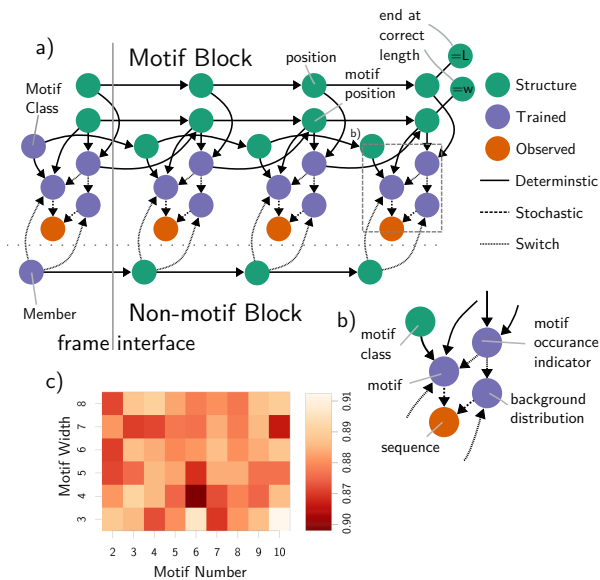 a)
Motif Block
Motif
Class
position
motif
position
end at
correct
length
=L
=w
b)
Structure
Trained
Observed
Determnistic
Stochastic
Switch
Member
Non-motif Block
frame interface
b)
motif
class
motif
sequence
motif
occurance
indicator
background
distribution
c)
Motif Width
8
7
6
5
4
3
2 3 4 5 6 7 8 9 10
Motif Number
0.91
0.89
0.88
0.87
0.90